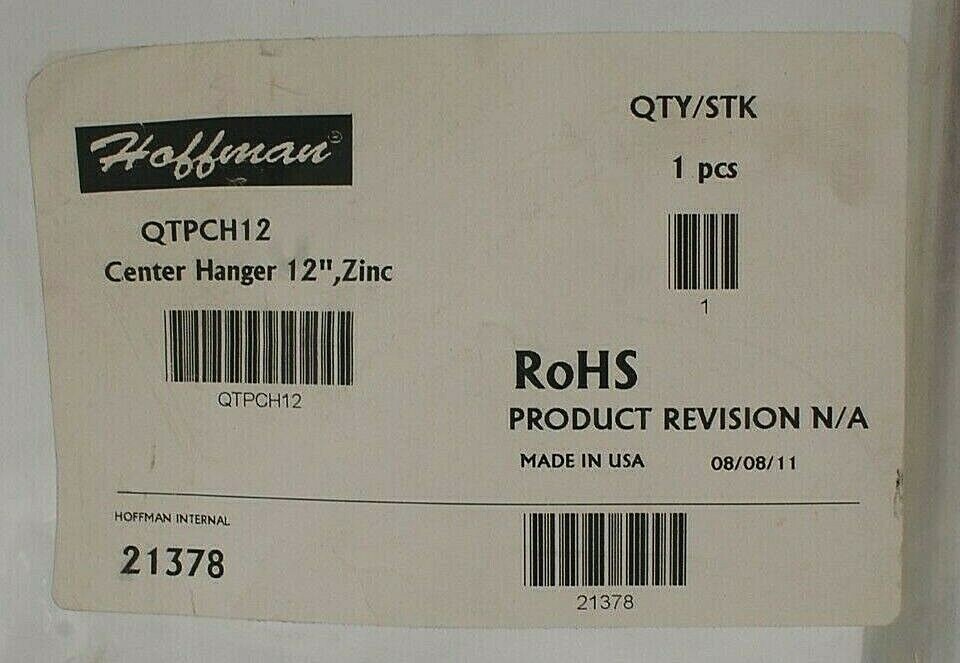 Hoffman®
QTPCH12
Center Hanger 12",Zinc
QTPCH12
QTY/STK
1 pcs
1
RoHS
PRODUCT REVISION N/A
MADE IN USA 08/08/11
HOFFMAN INTERNAL
21378
21378